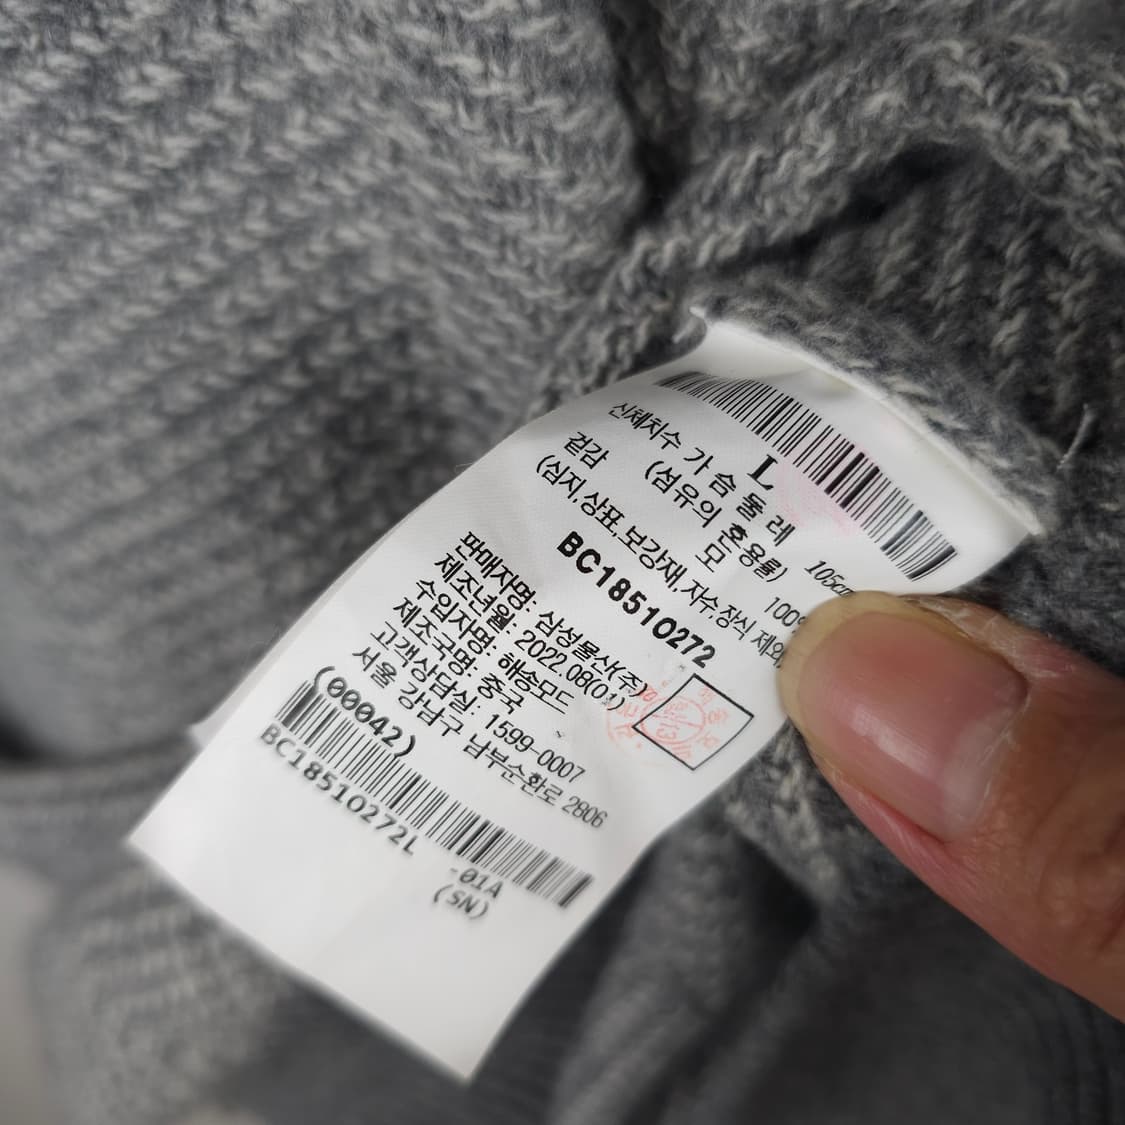 L
신체치수 가 슴 둘 레 105cm
(섬유의 혼용률)
겉감 모 100%
(심지,상표,보강재,자수,장식 제외
BC18510272
판매자명: 삼성물산(주)
제조년월: 2022.08(01)
수입자명: 해송모드
제조국명: 중국
고객상담실: 1599-0007
서울 강남구 남부순환로 2806
(00042)
BC18510272L
-01A
(SN)